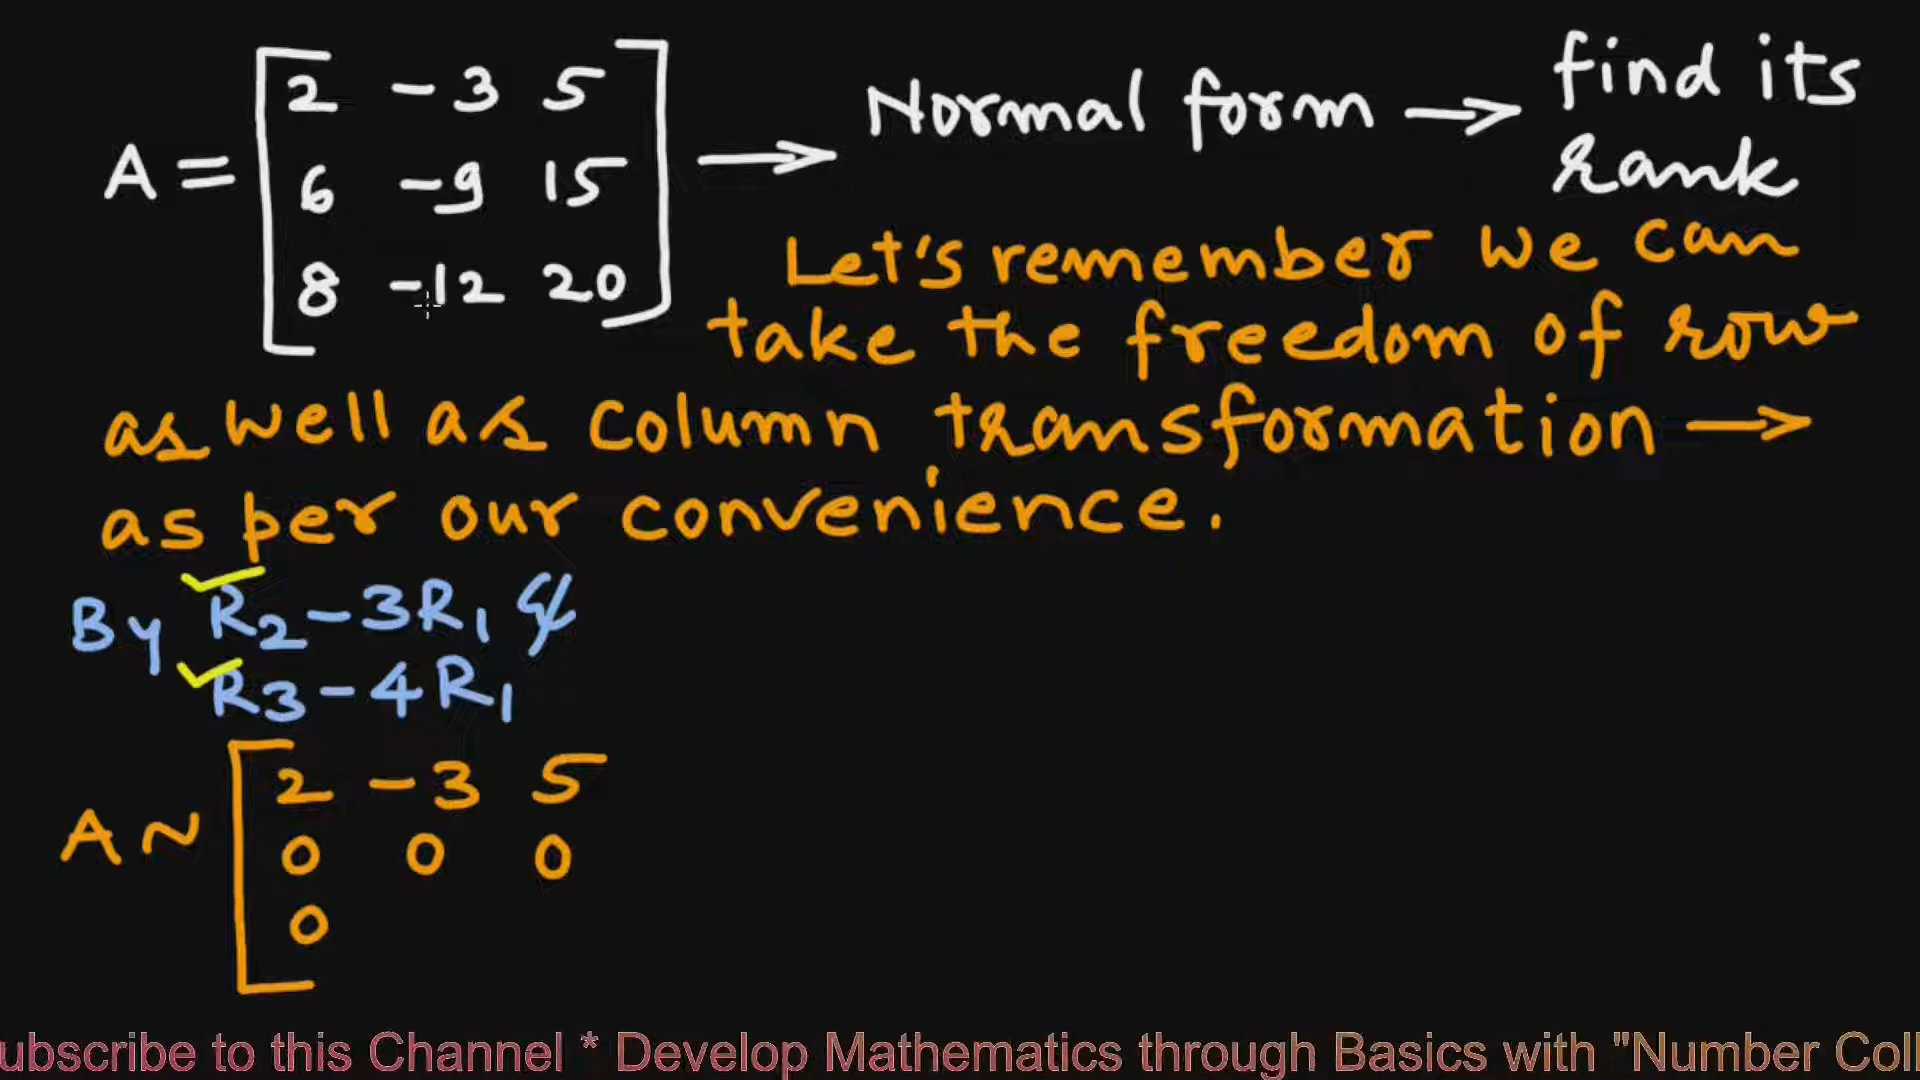 A = [ 2 -3 5 ] → Normal form → find its
6 -9 15 rank
8 -12 20
Let's remember we can
take the freedom of row
as well as column transformation →
as per our convenience.
By R2 - 3R1 &
R3 - 4R1
A ~ [ 2 -3 5
0 0 0
0
ubscribe to this Channel * Develop Mathematics through Basics with "Number Coll